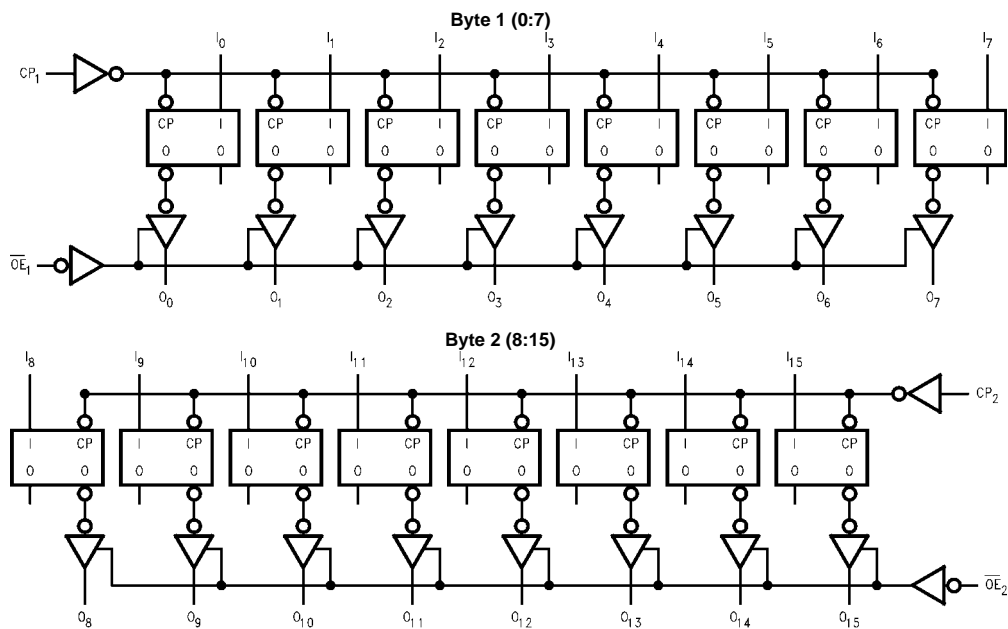 Byte 1 (0:7)
I0 I1 I2 I3 I4 I5 I6 I7
CP1
CP I CP I CP I CP I CP I CP I CP I CP I
O O O O O O O O O O O O O O O O
OE1
O0 O1 O2 O3 O4 O5 O6 O7
Byte 2 (8:15)
I8 I9 I10 I11 I12 I13 I14 I15
CP2
I CP I CP I CP I CP I CP I CP I CP I CP
O O O O O O O O O O O O O O O O
OE2
O8 O9 O10 O11 O12 O13 O14 O15